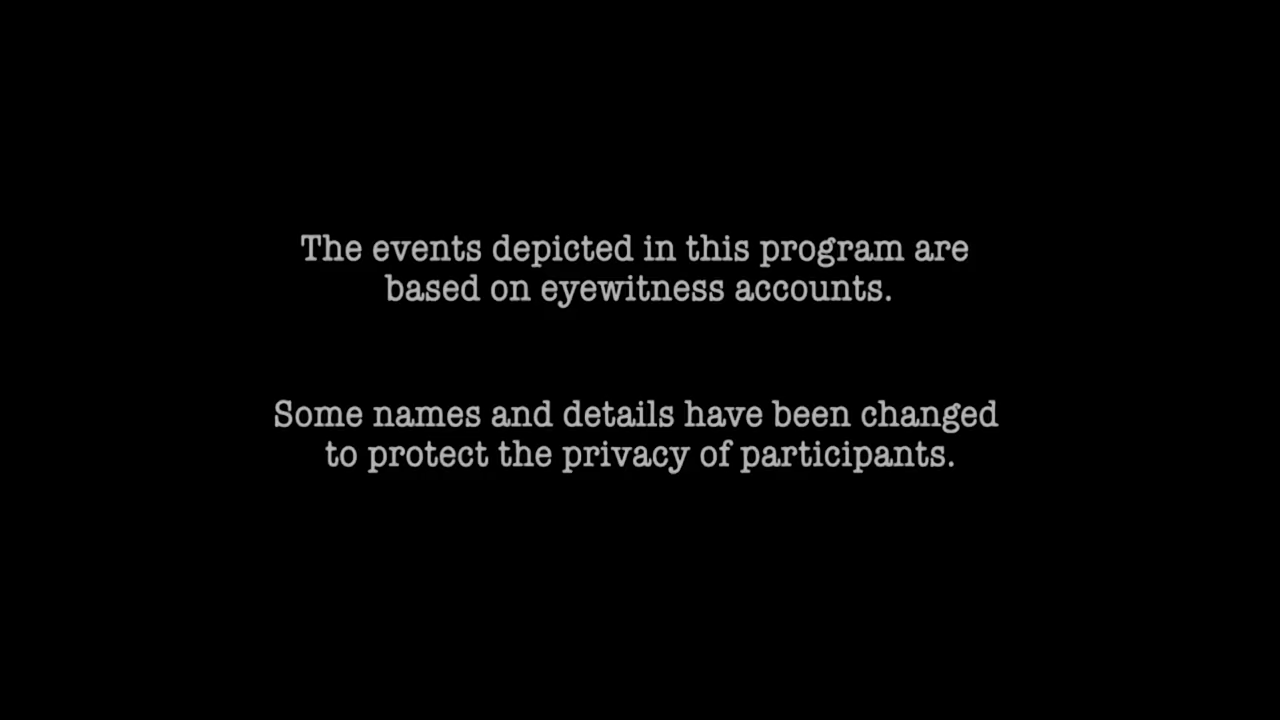 The events depicted in this program are
based on eyewitness accounts.
Some names and details have been changed
to protect the privacy of participants.